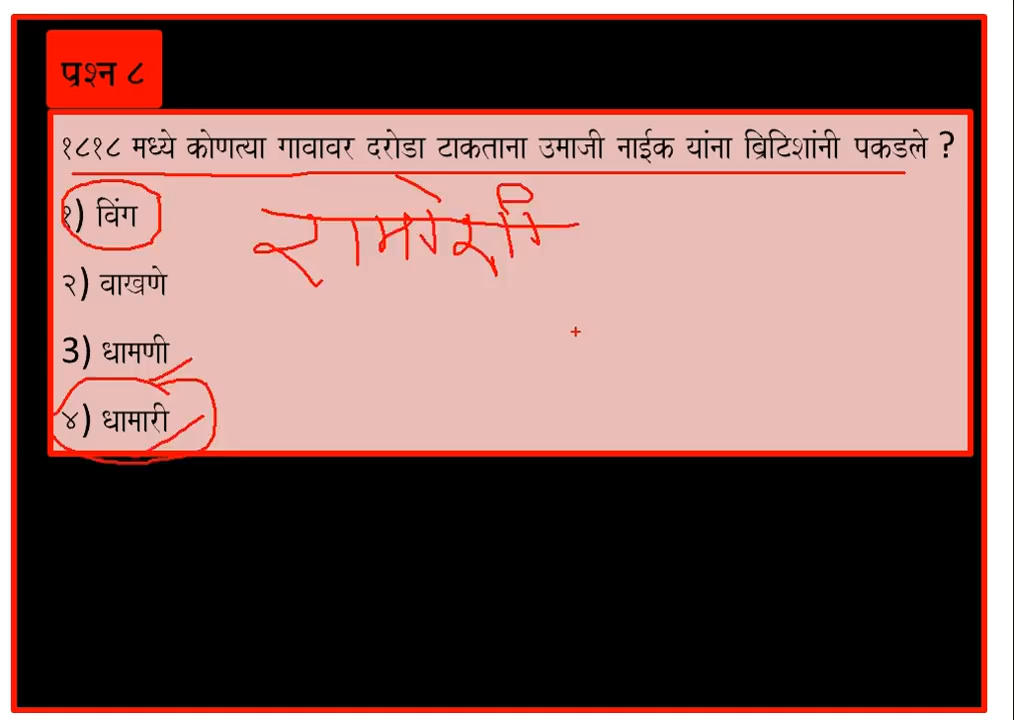 प्रश्न ८
१८१८ मध्ये कोणत्या गावावर दरोडा टाकताना उमाजी नाईक यांना ब्रिटिशांनी पकडले ?
१) विंग
रामोशी
२) वाखणे
3) धामणी
४) धामारी